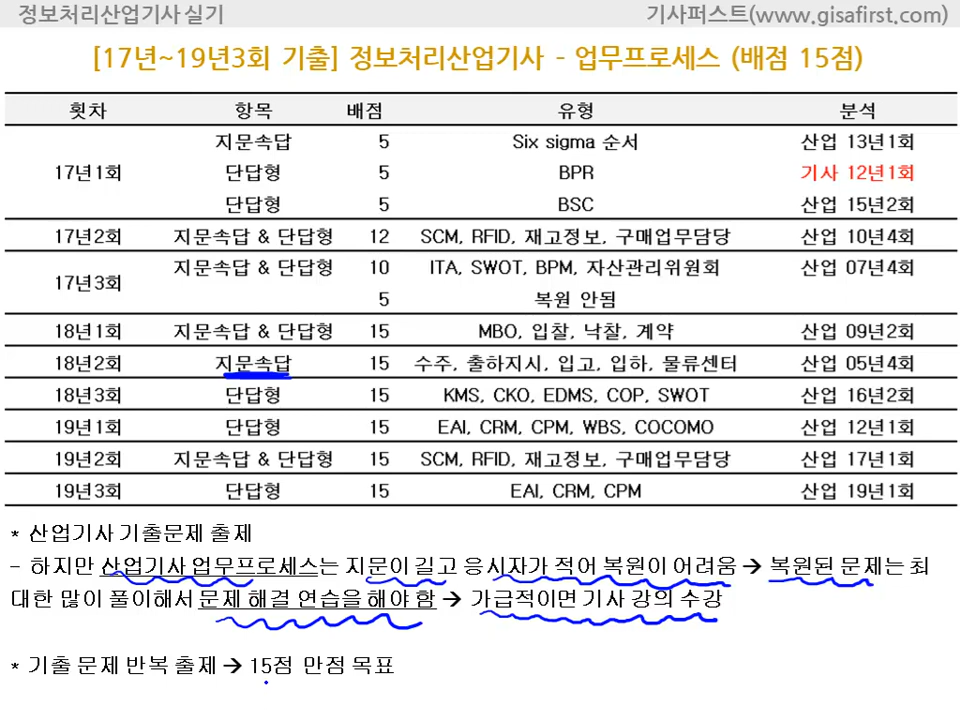 정보처리산업기사 실기 기사퍼스트(www.gisafirst.com)
[17년~19년3회 기출] 정보처리산업기사 - 업무프로세스 (배점 15점)
횟차 항목 배점 유형 분석
지문속답 5 Six sigma 순서 산업 13년1회
17년1회 단답형 5 BPR 기사 12년1회
단답형 5 BSC 산업 15년2회
17년2회 지문속답 & 단답형 12 SCM, RFID, 재고정보, 구매업무담당 산업 10년4회
지문속답 & 단답형 10 ITA, SWOT, BPM, 자산관리위원회 산업 07년4회
17년3회
5 복원 안됨
18년1회 지문속답 & 단답형 15 MBO, 입찰, 낙찰, 계약 산업 09년2회
18년2회 지문속답 15 수주, 출하지시, 입고, 입하, 물류센터 산업 05년4회
18년3회 단답형 15 KMS, CKO, EDMS, COP, SWOT 산업 16년2회
19년1회 단답형 15 EAI, CRM, CPM, WBS, COCOMO 산업 12년1회
19년2회 지문속답 & 단답형 15 SCM, RFID, 재고정보, 구매업무담당 산업 17년1회
19년3회 단답형 15 EAI, CRM, CPM 산업 19년1회
* 산업기사 기출문제 출제
- 하지만 산업기사 업무프로세스는 지문이 길고 응시자가 적어 복원이 어려움 → 복원된 문제는 최
대한 많이 풀이해서 문제 해결 연습을 해야 함 → 가급적이면 기사 강의 수강
* 기출 문제 반복 출제 → 15점 만점 목표